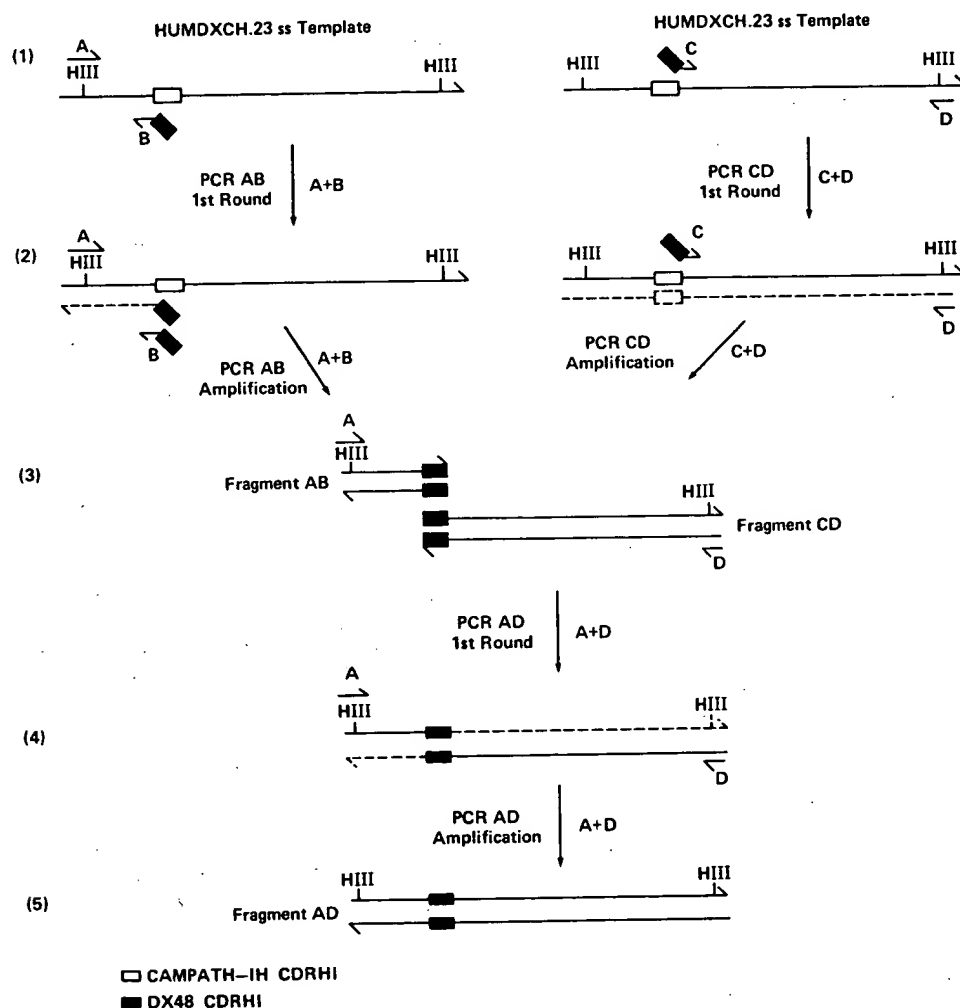 HUMDXCH.23 ss Template
HUMDXCH.23 ss Template
(1)
A
HIII
HIII
B
C
HIII
HIII
D
PCR AB
1st Round
A+B
PCR CD
1st Round
C+D
(2)
A
HIII
HIII
B
C
HIII
HIII
D
PCR AB
Amplification
A+B
PCR CD
Amplification
C+D
(3)
A
HIII
Fragment AB
HIII
Fragment CD
D
PCR AD
1st Round
A+D
(4)
A
HIII
HIII
D
PCR AD
Amplification
A+D
(5)
HIII
HIII
Fragment AD
CAMPATH-IH CDRHI
DX48 CDRHI